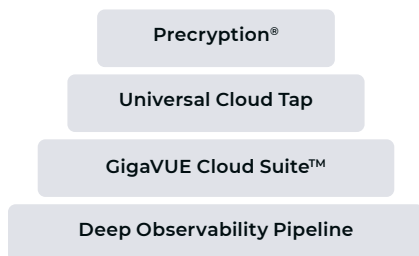 Precryption®
Universal Cloud Tap
GigaVUE Cloud Suite™
Deep Observability Pipeline